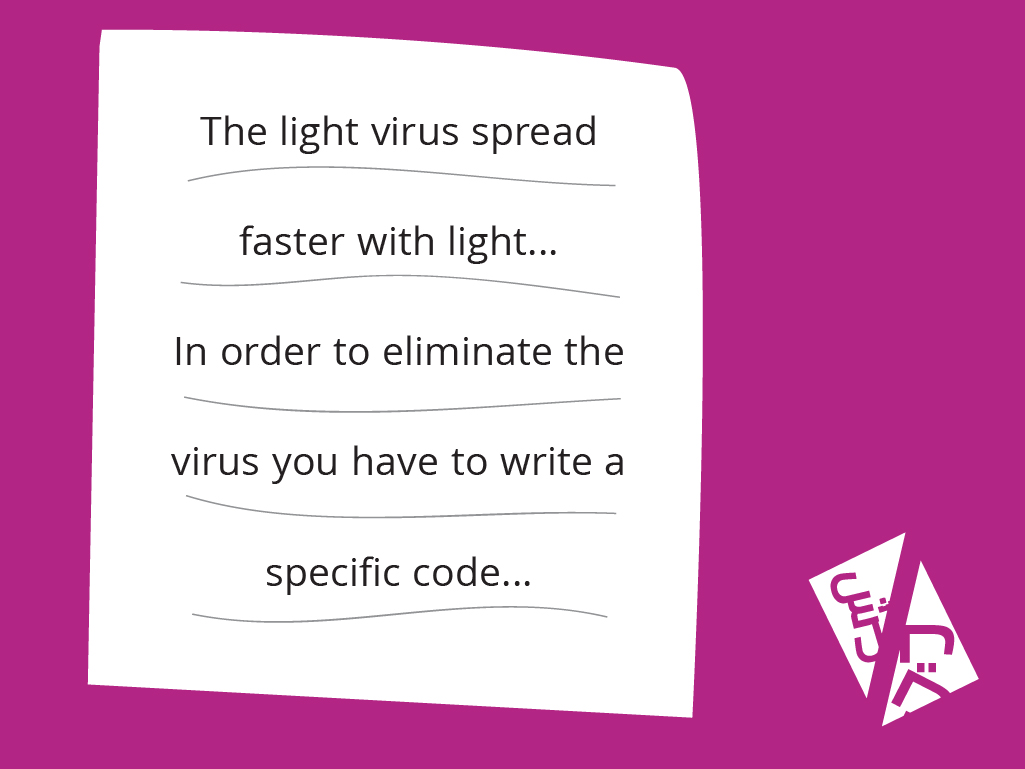 The light virus spread
faster with light...
In order to eliminate the
virus you have to write a
specific code...